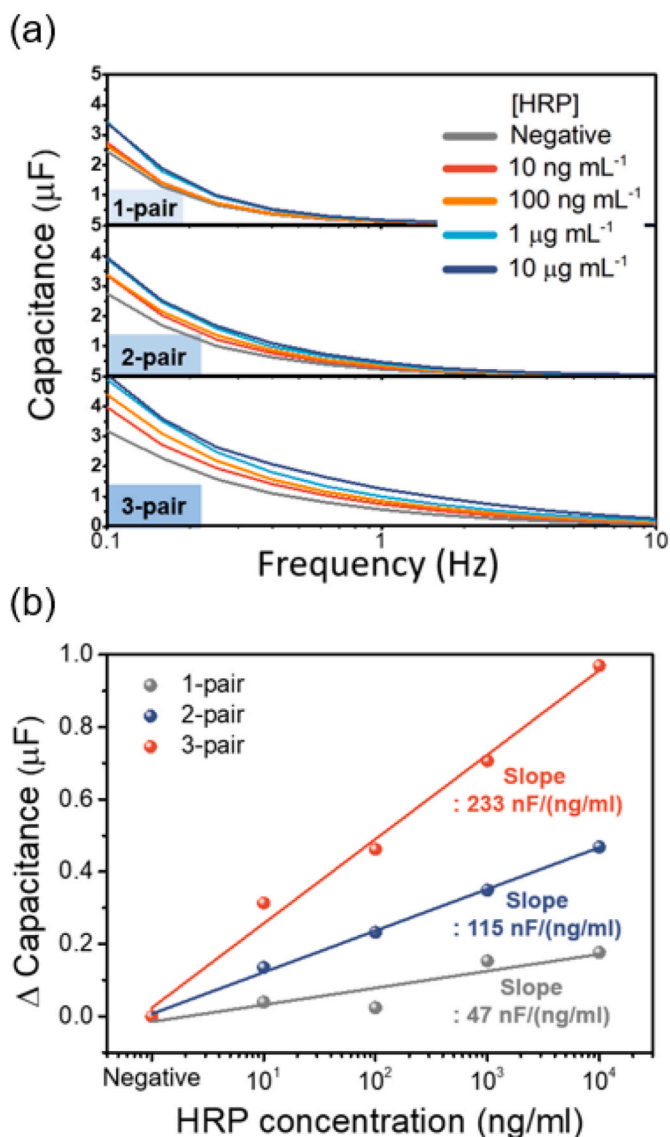 (a)
5
4
3
2
1
1-pair
5
4
3
2
1
2-pair
5
4
3
2
1
0
3-pair
[HRP]
Negative
10 ng mL⁻¹
100 ng mL⁻¹
1 μg mL⁻¹
10 μg mL⁻¹
Capacitance (μF)
0.1
1
10
Frequency (Hz)
(b)
1.0
0.8
0.6
0.4
0.2
0.0
Δ Capacitance (μF)
1-pair
2-pair
3-pair
Slope
: 233 nF/(ng/ml)
Slope
: 115 nF/(ng/ml)
Slope
: 47 nF/(ng/ml)
Negative
10¹
10²
10³
10⁴
HRP concentration (ng/ml)